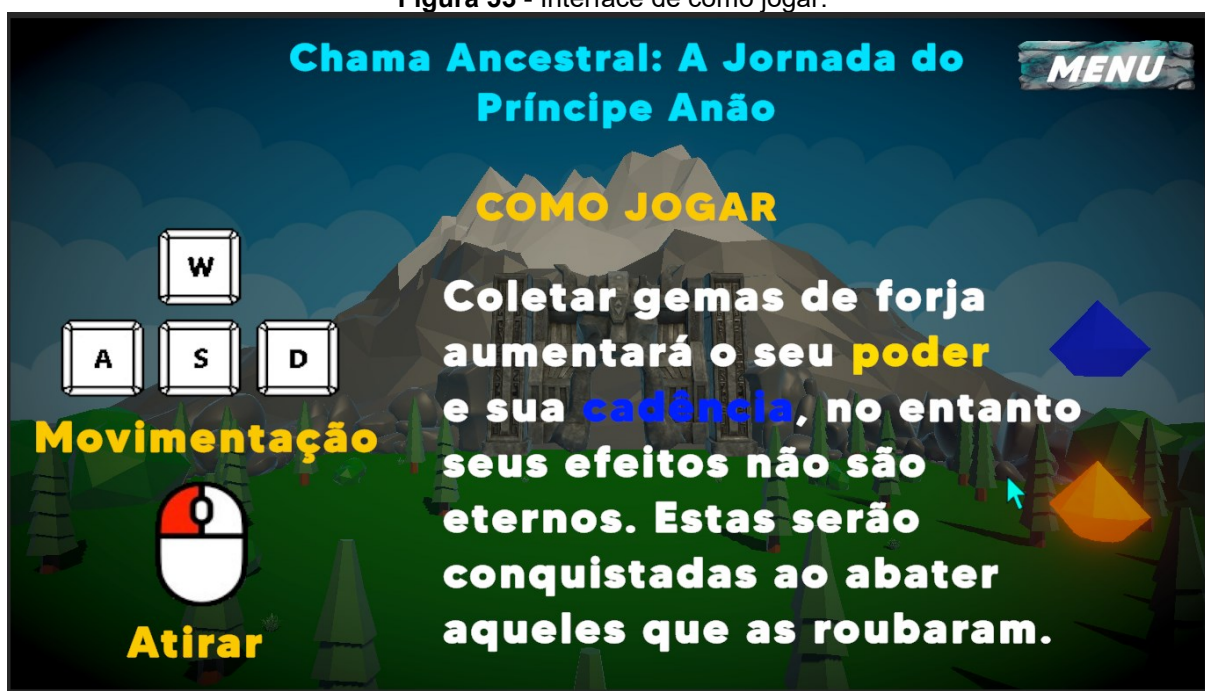 Figura 53 - Interface de como jogar.
Chama Ancestral: A Jornada do
Príncipe Anão
MENU
COMO JOGAR
W
A S D
Movimentação
Atirar
Coletar gemas de forja
aumentará o seu poder
e sua cadência, no entanto
seus efeitos não são
eternos. Estas serão
conquistadas ao abater
aqueles que as roubaram.